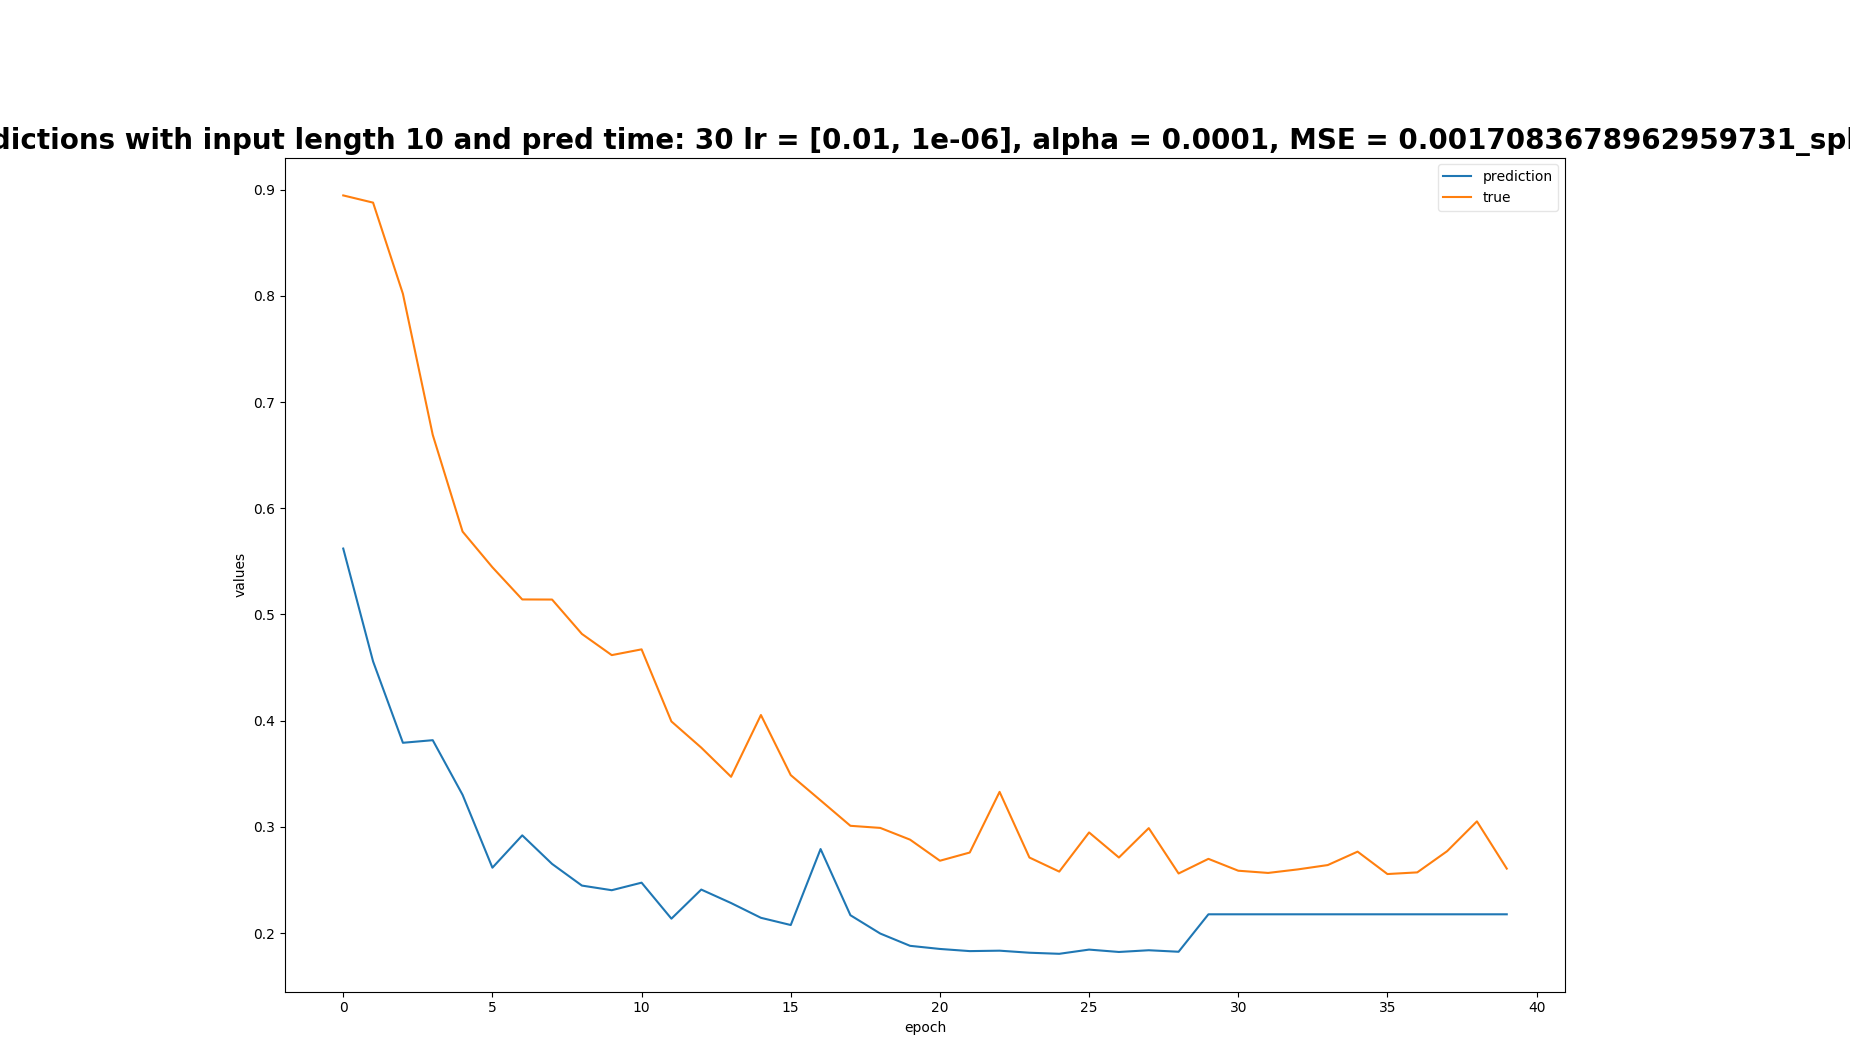 dictions with input length 10 and pred time: 30 lr = [0.01, 1e-06], alpha = 0.0001, MSE = 0.0017083678962959731_spl
prediction
true
0.9
0.8
0.7
0.6
0.5
0.4
0.3
0.2
values
0 5 10 15 20 25 30 35 40
epoch